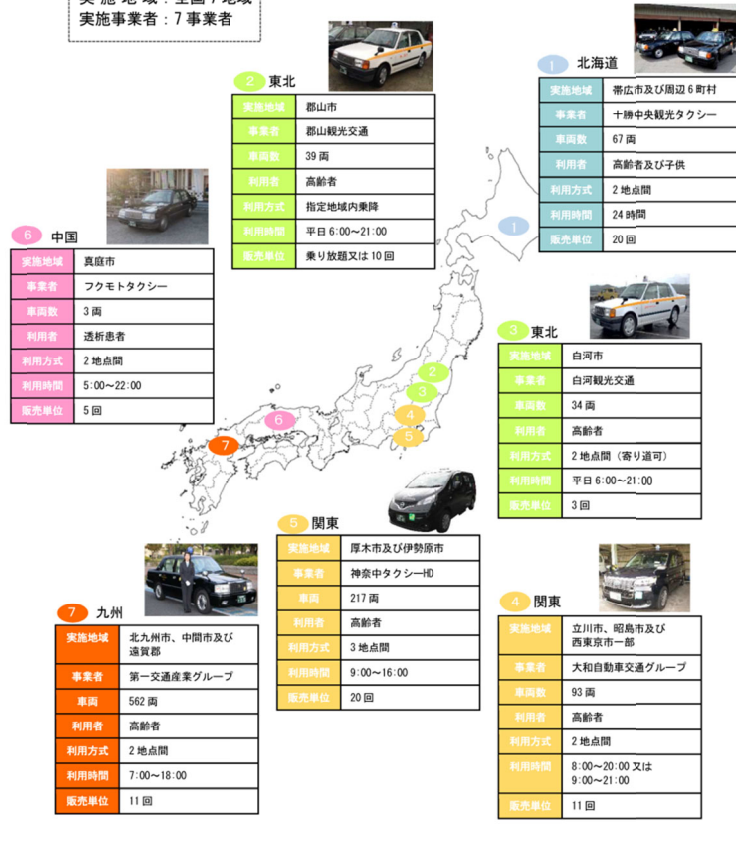 実施地域：全国7地域
実施事業者：7事業者
1 北海道
実施地域 帯広市及び周辺6町村
事業者 十勝中央観光タクシー
車両数 67両
利用者 高齢者及び子供
利用方式 2地点間
利用時間 24時間
販売単位 20回
2 東北
実施地域 郡山市
事業者 郡山観光交通
車両数 39両
利用者 高齢者
利用方式 指定地域内乗降
利用時間 平日6:00～21:00
販売単位 乗り放題又は10回
6 中国
実施地域 真庭市
事業者 フクモトタクシー
車両数 3両
利用者 透析患者
利用方式 2地点間
利用時間 5:00～22:00
販売単位 5回
3 東北
実施地域 白河市
事業者 白河観光交通
車両数 34両
利用者 高齢者
利用方式 2地点間（寄り道可）
利用時間 平日6:00～21:00
販売単位 3回
1
2
3
4
5
6
7
5 関東
実施地域 厚木市及び伊勢原市
事業者 神奈中タクシーHD
車両 217両
利用者 高齢者
利用方式 3地点間
利用時間 9:00～16:00
販売単位 20回
7 九州
実施地域 北九州市、中間市及び
遠賀郡
事業者 第一交通産業グループ
車両 562両
利用者 高齢者
利用方式 2地点間
利用時間 7:00～18:00
販売単位 11回
4 関東
実施地域 立川市、昭島市及び
西東京市一部
事業者 大和自動車交通グループ
車両数 93両
利用者 高齢者
利用方式 2地点間
利用時間 8:00～20:00又は
9:00～21:00
販売単位 11回